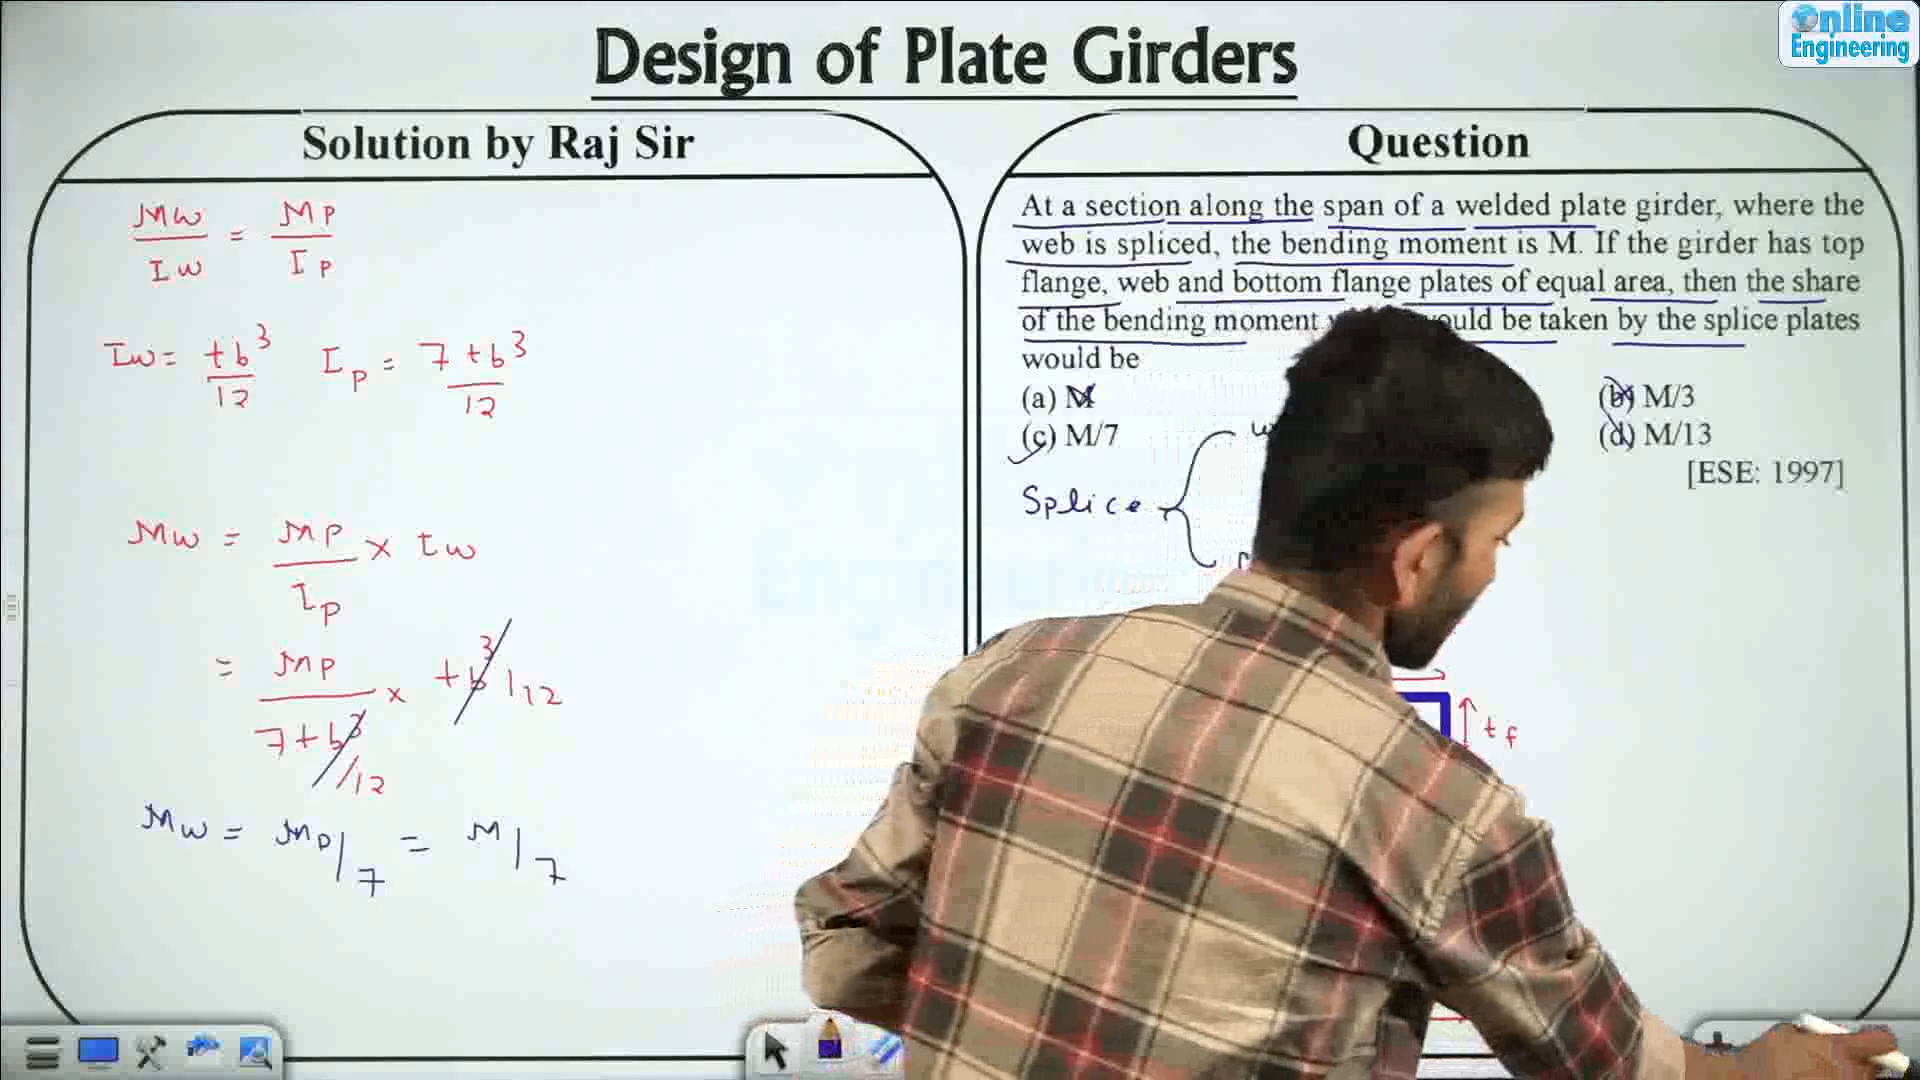 Online
Engineering
Design of Plate Girders
Solution by Raj Sir
Mw/Iw = Mp/Ip
Iw = tb³/12 Ip = 7tb³/12
Mw = Mp/Ip × Iw
= Mp/7tb³/12 × tb³/12
Mw = Mp/7 = M/7
Question
At a section along the span of a welded plate girder, where the
web is spliced, the bending moment is M. If the girder has top
flange, web and bottom flange plates of equal area, then the share
of the bending moment would be taken by the splice plates
would be
(a) M
(b) M/3
(c) M/7
(d) M/13
[ESE: 1997]
Splice
tf